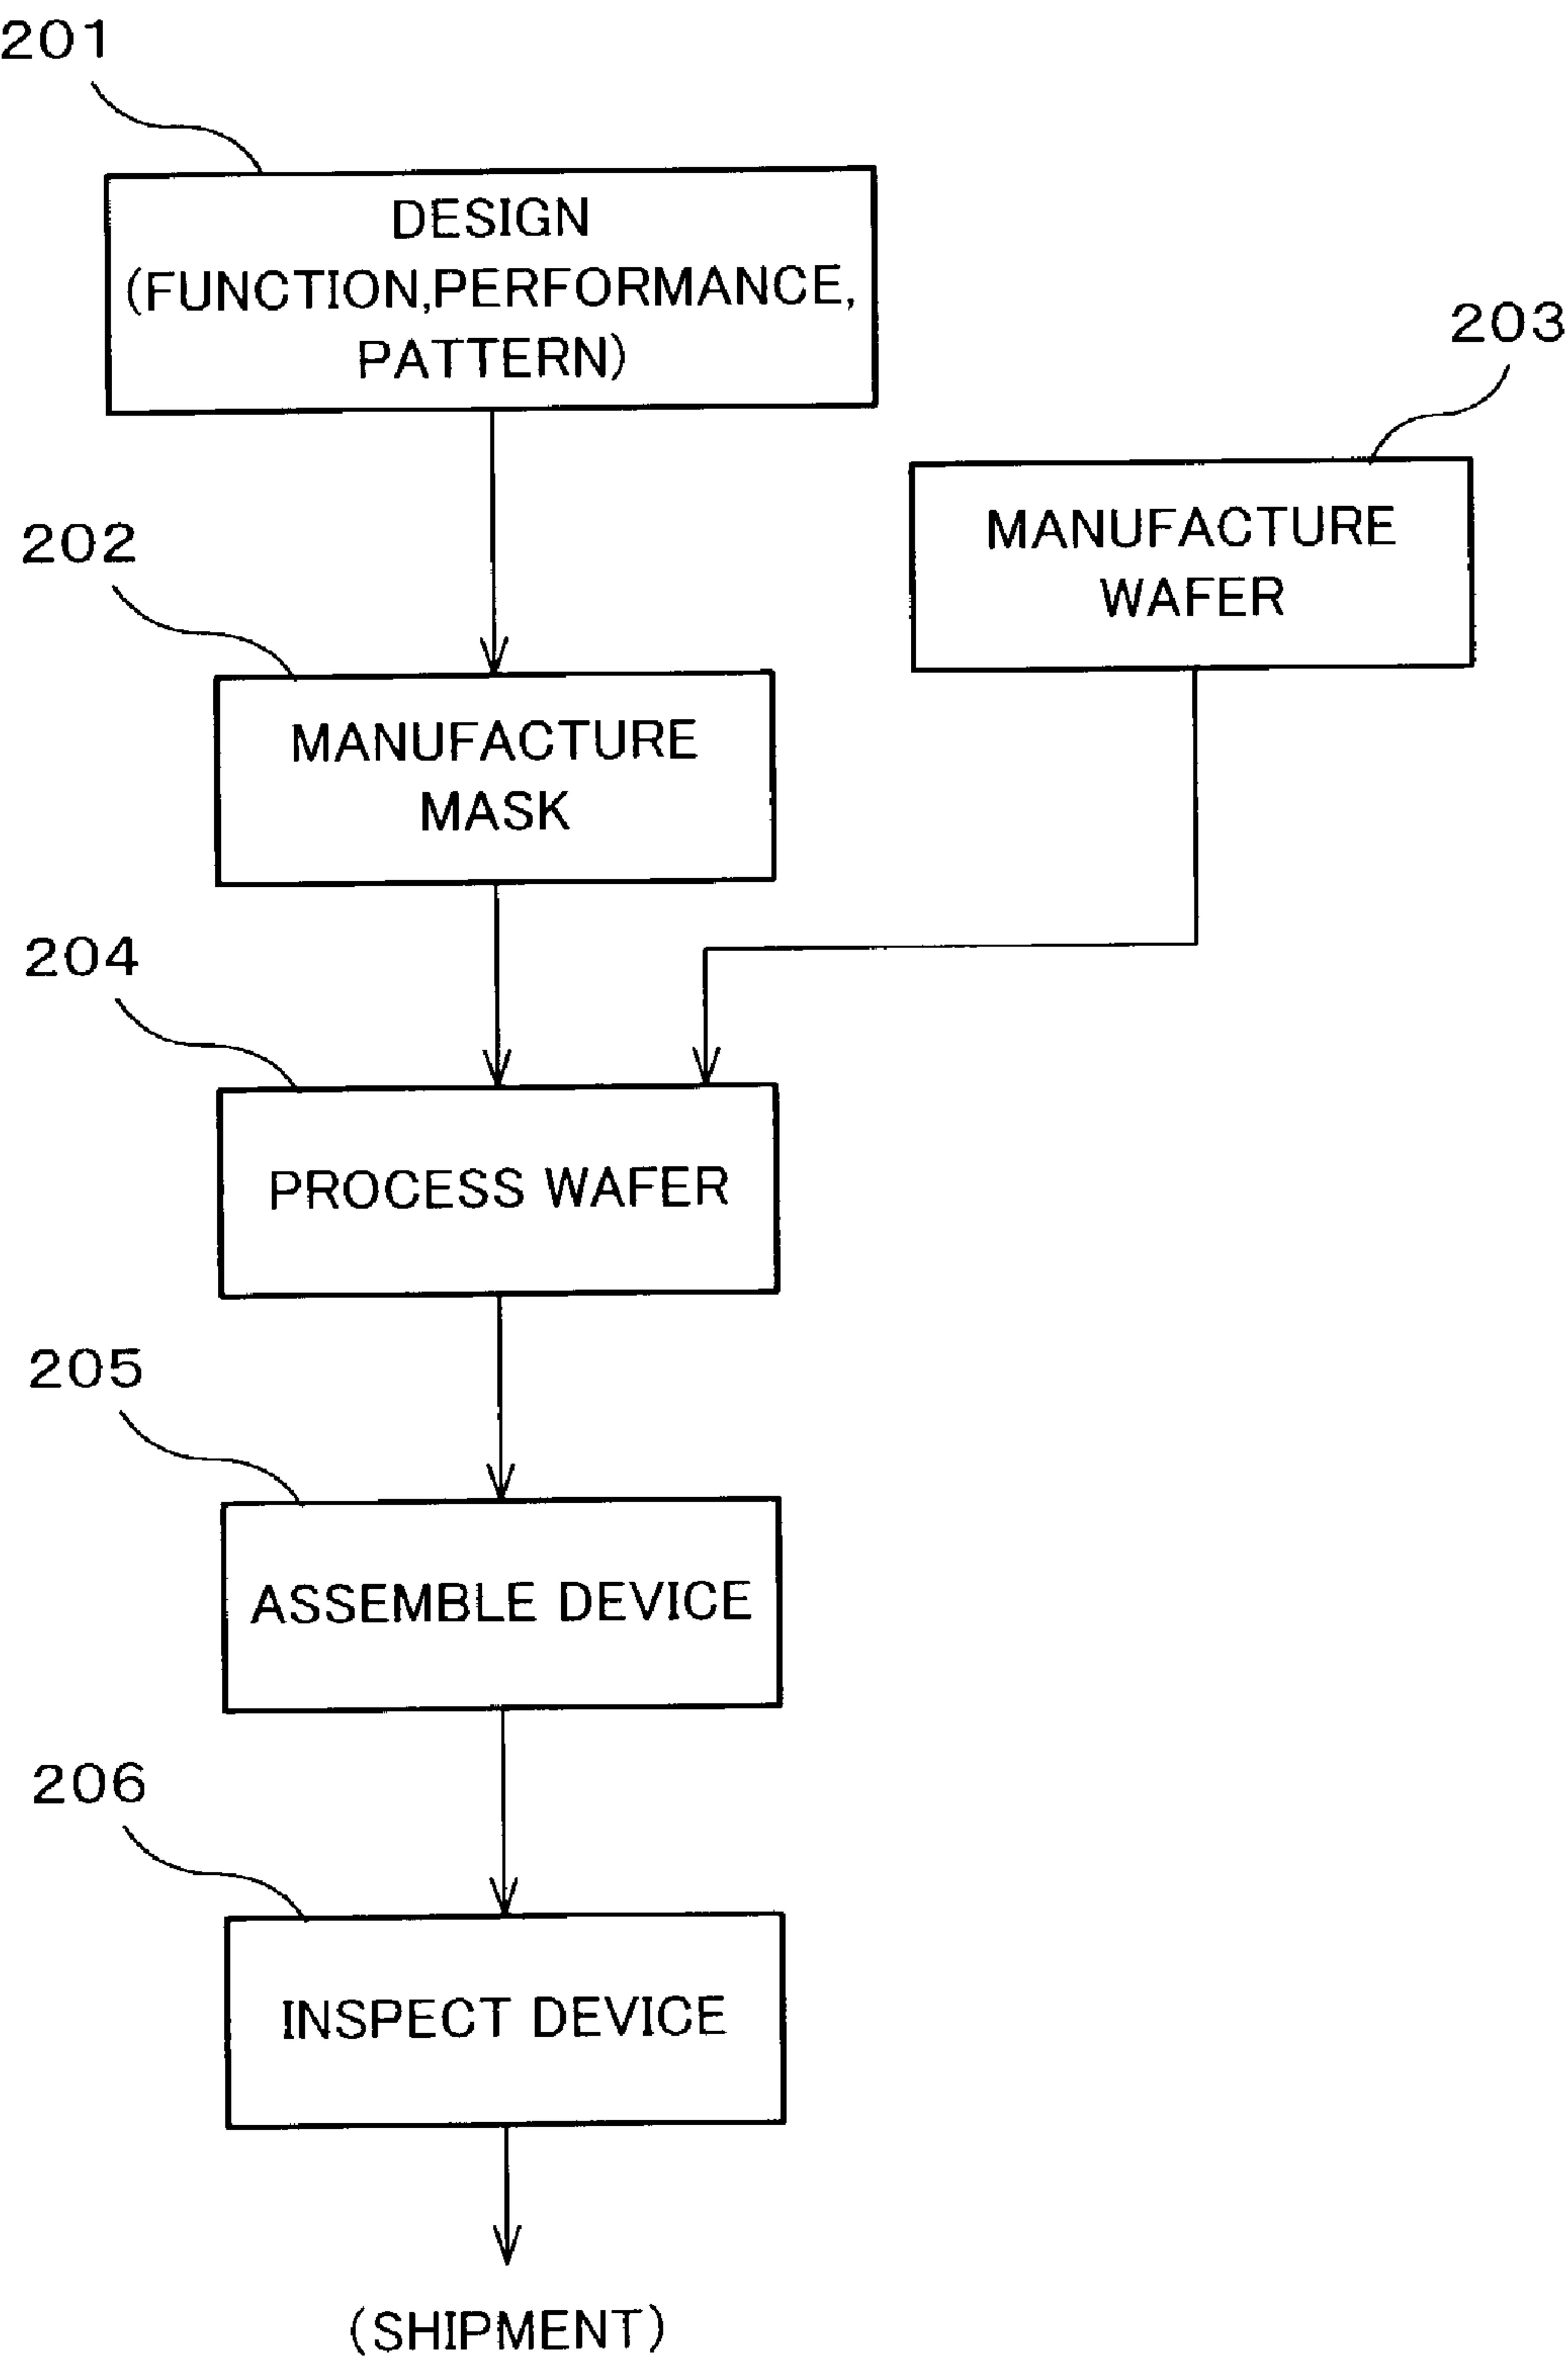 201
DESIGN
(FUNCTION,PERFORMANCE,
PATTERN)
203
MANUFACTURE
WAFER
202
MANUFACTURE
MASK
204
PROCESS WAFER
205
ASSEMBLE DEVICE
206
INSPECT DEVICE
(SHIPMENT)